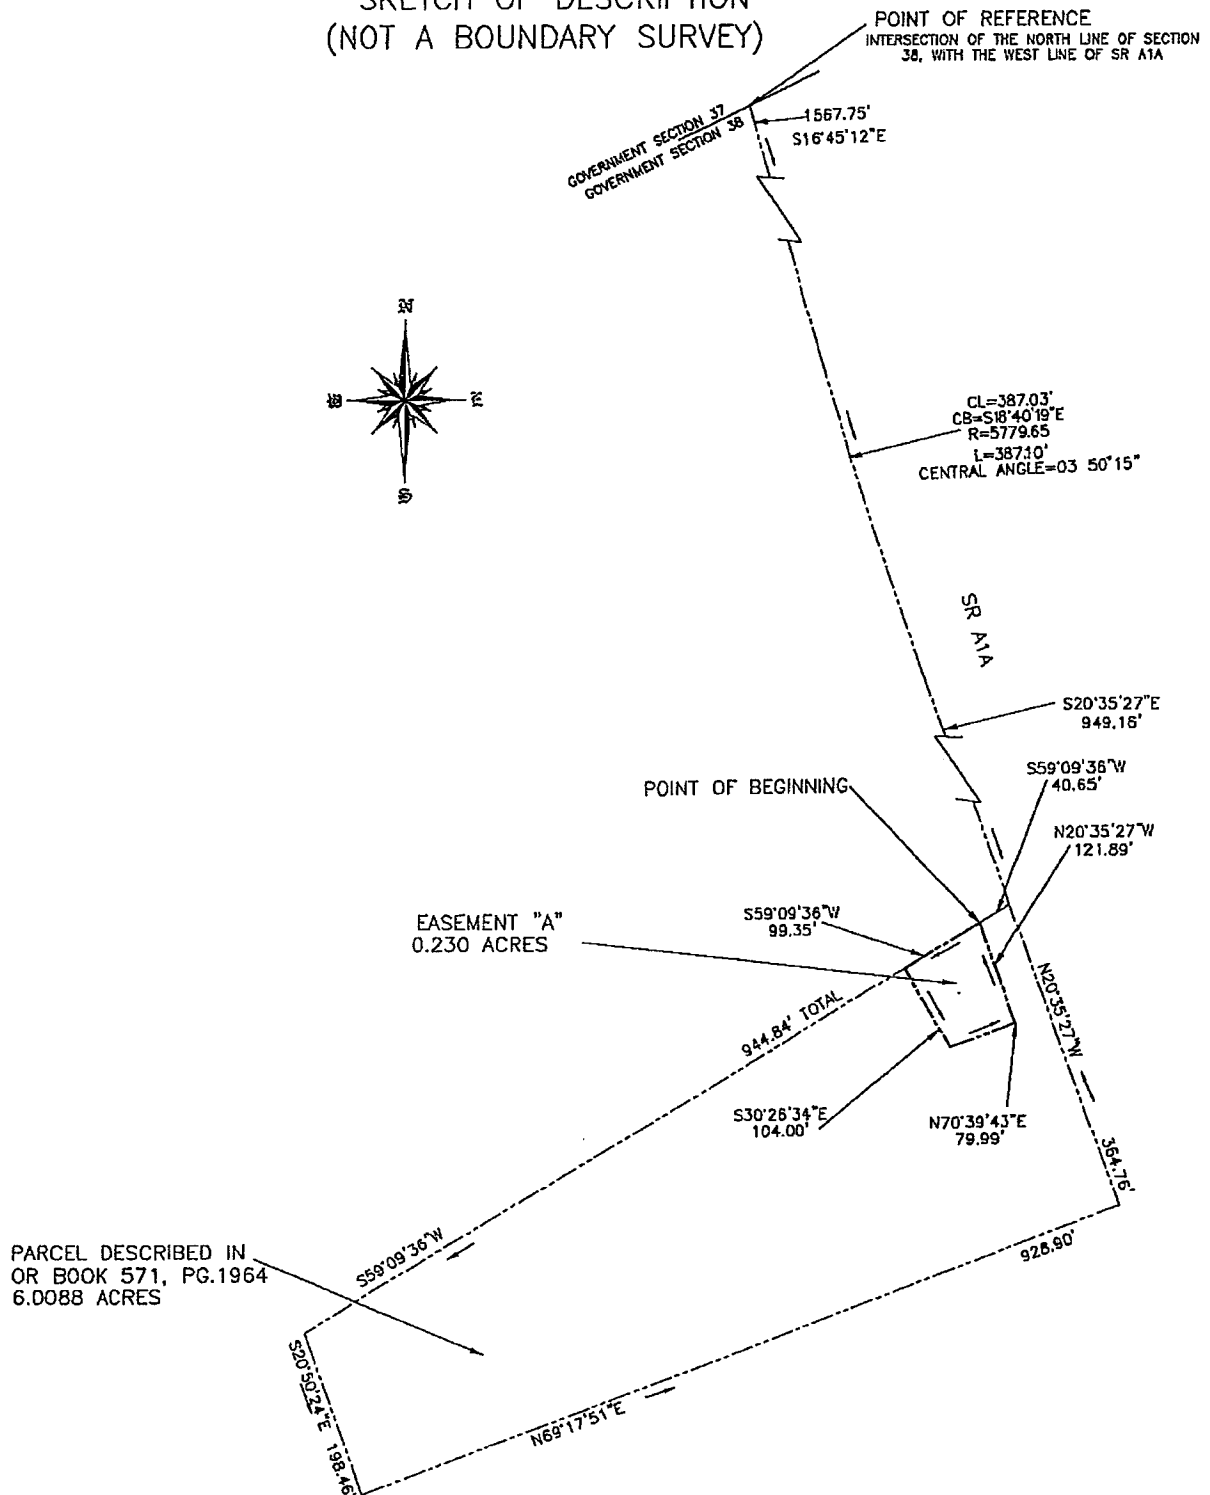 SKETCH OF DESCRIPTION
(NOT A BOUNDARY SURVEY)
POINT OF REFERENCE
INTERSECTION OF THE NORTH LINE OF SECTION
38, WITH THE WEST LINE OF SR A1A
GOVERNMENT SECTION 37
GOVERNMENT SECTION 38
1567.75'
S16°45'12"E
N
S
CL=387.03'
CB=S18°40'19"E
R=5779.65
L=387.10'
CENTRAL ANGLE=03 50'15"
SR A1A
S20°35'27"E
949.16'
POINT OF BEGINNING
S59°09'36"W
40.65'
N20°35'27"W
121.89'
S59°09'36"W
99.35'
EASEMENT "A"
0.230 ACRES
944.84' TOTAL
N20°35'27"W
364.76'
S30°26'34"E
104.00'
N70°39'43"E
79.99'
PARCEL DESCRIBED IN
OR BOOK 571, PG.1964
6.0088 ACRES
S59°09'36"W
928.90'
S20°50'24"E 198.46'
N69°17'51"E